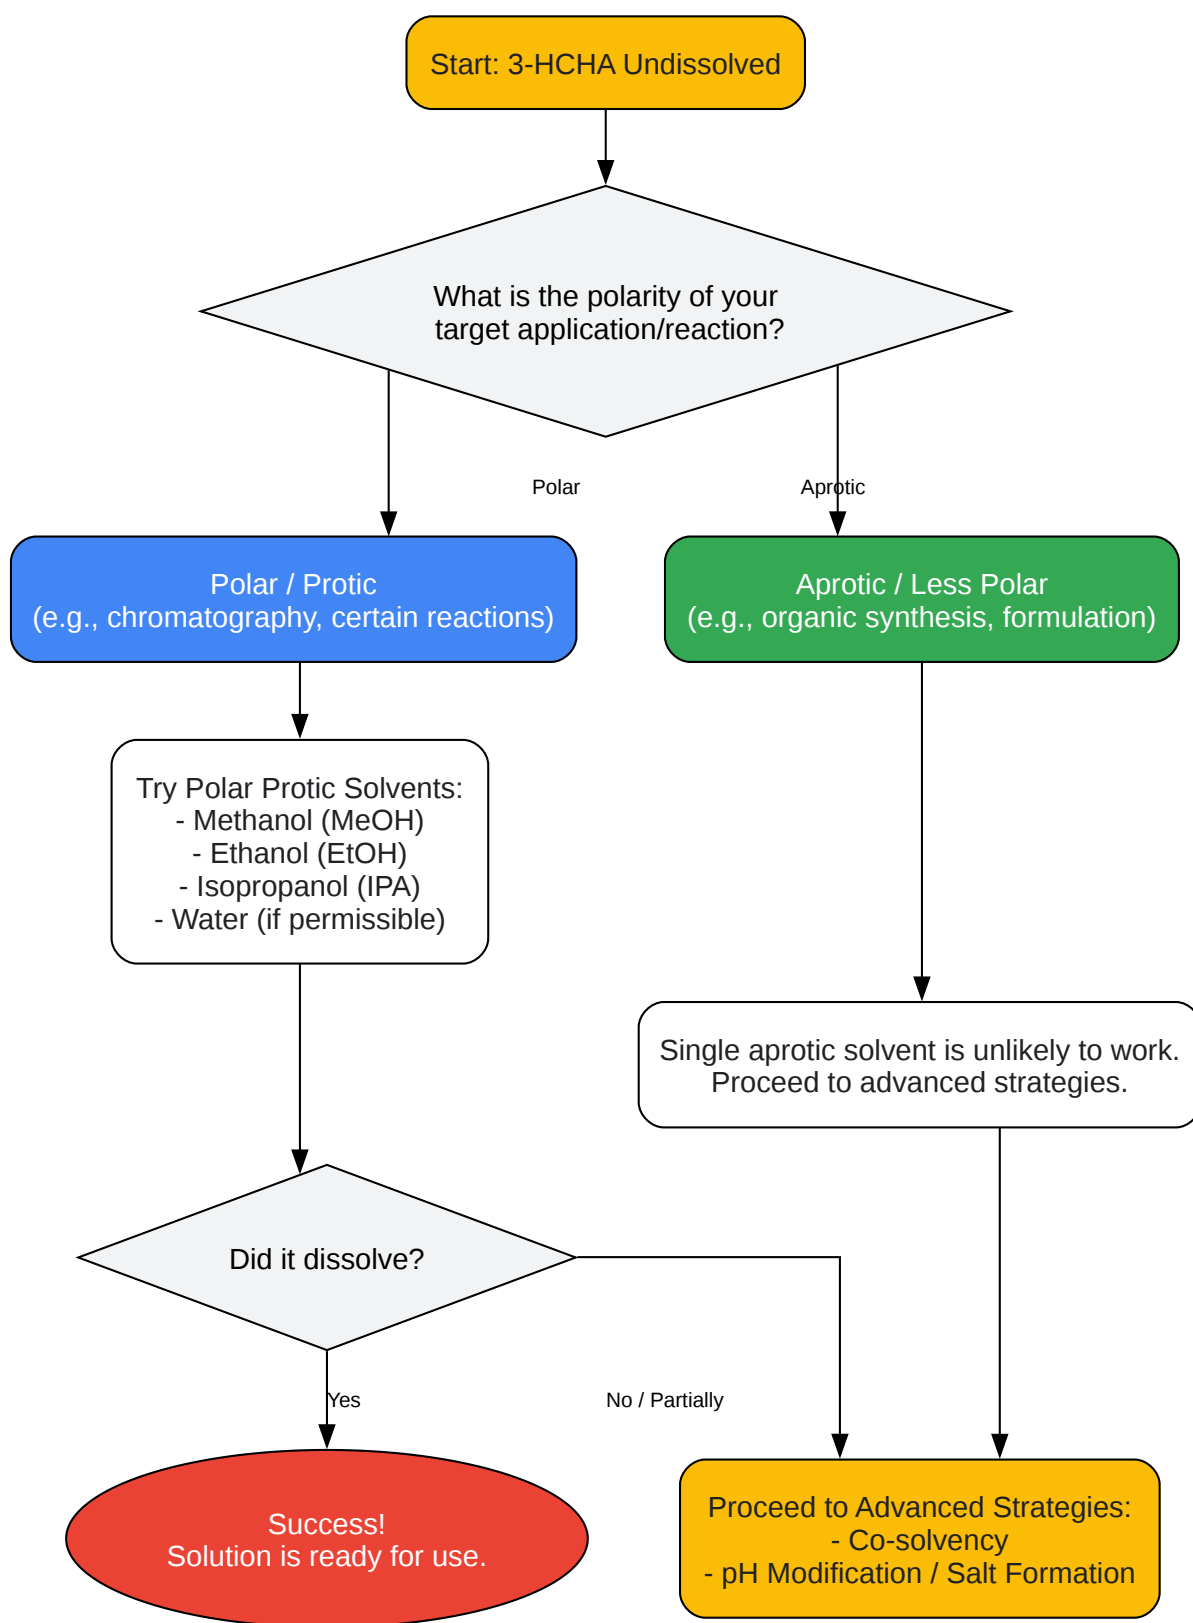 Start: 3-HCHA Undissolved
What is the polarity of your
target application/reaction?
Polar
Aprotic
Polar / Protic
(e.g., chromatography, certain reactions)
Aprotic / Less Polar
(e.g., organic synthesis, formulation)
Try Polar Protic Solvents:
- Methanol (MeOH)
- Ethanol (EtOH)
- Isopropanol (IPA)
- Water (if permissible)
Single aprotic solvent is unlikely to work.
Proceed to advanced strategies.
Did it dissolve?
Yes
No / Partially
Success!
Solution is ready for use.
Proceed to Advanced Strategies:
- Co-solvency
- pH Modification / Salt Formation